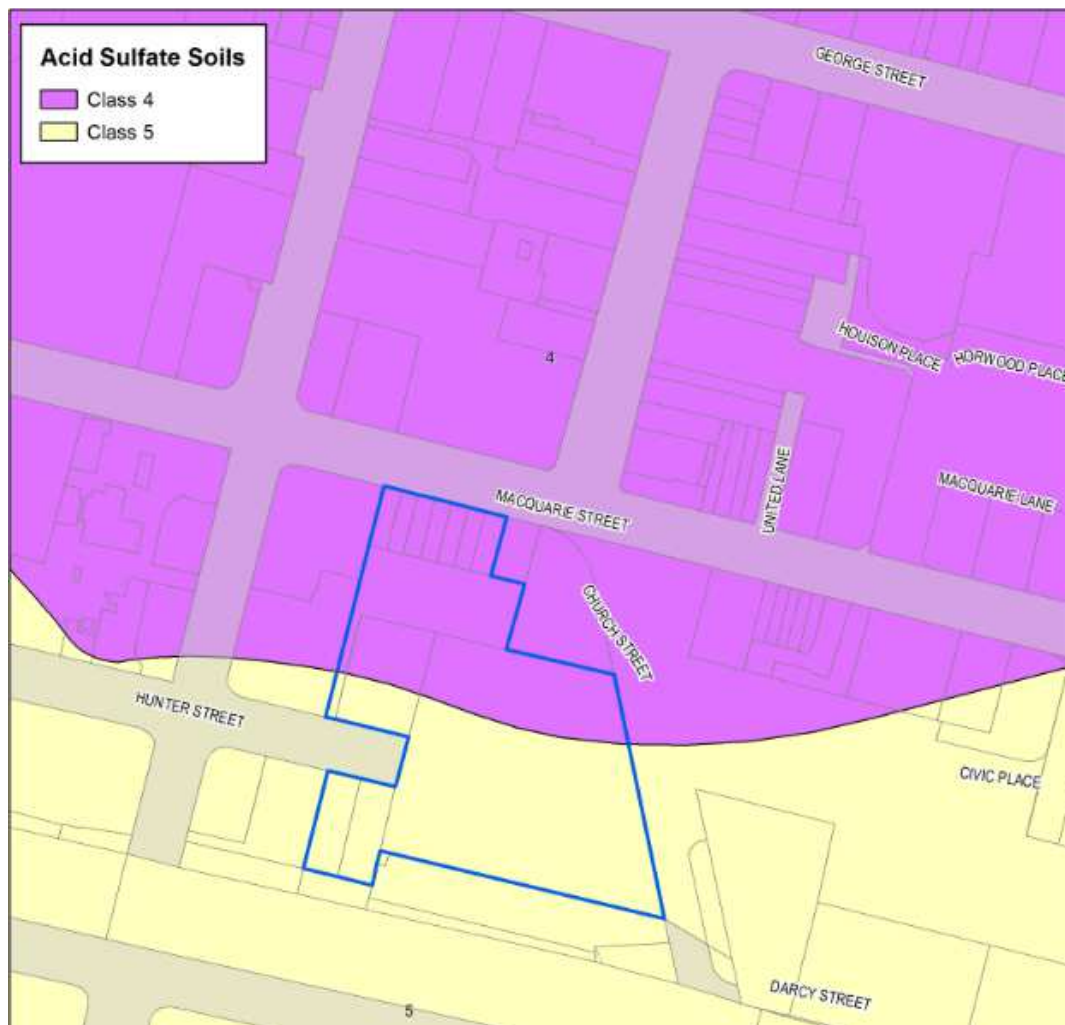 Acid Sulfate Soils
Class 4
Class 5
GEORGE STREET
HOUISON PLACE
HORWOOD PLACE
4
MACQUARIE LANE
UNITED LANE
MACQUARIE STREET
CHURCH STREET
HUNTER STREET
CIVIC PLACE
DARCY STREET
5